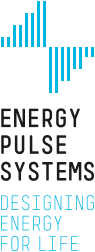 ENERGY
PULSE
SYSTEMS
DESIGNING
ENERGY
FOR LIFE